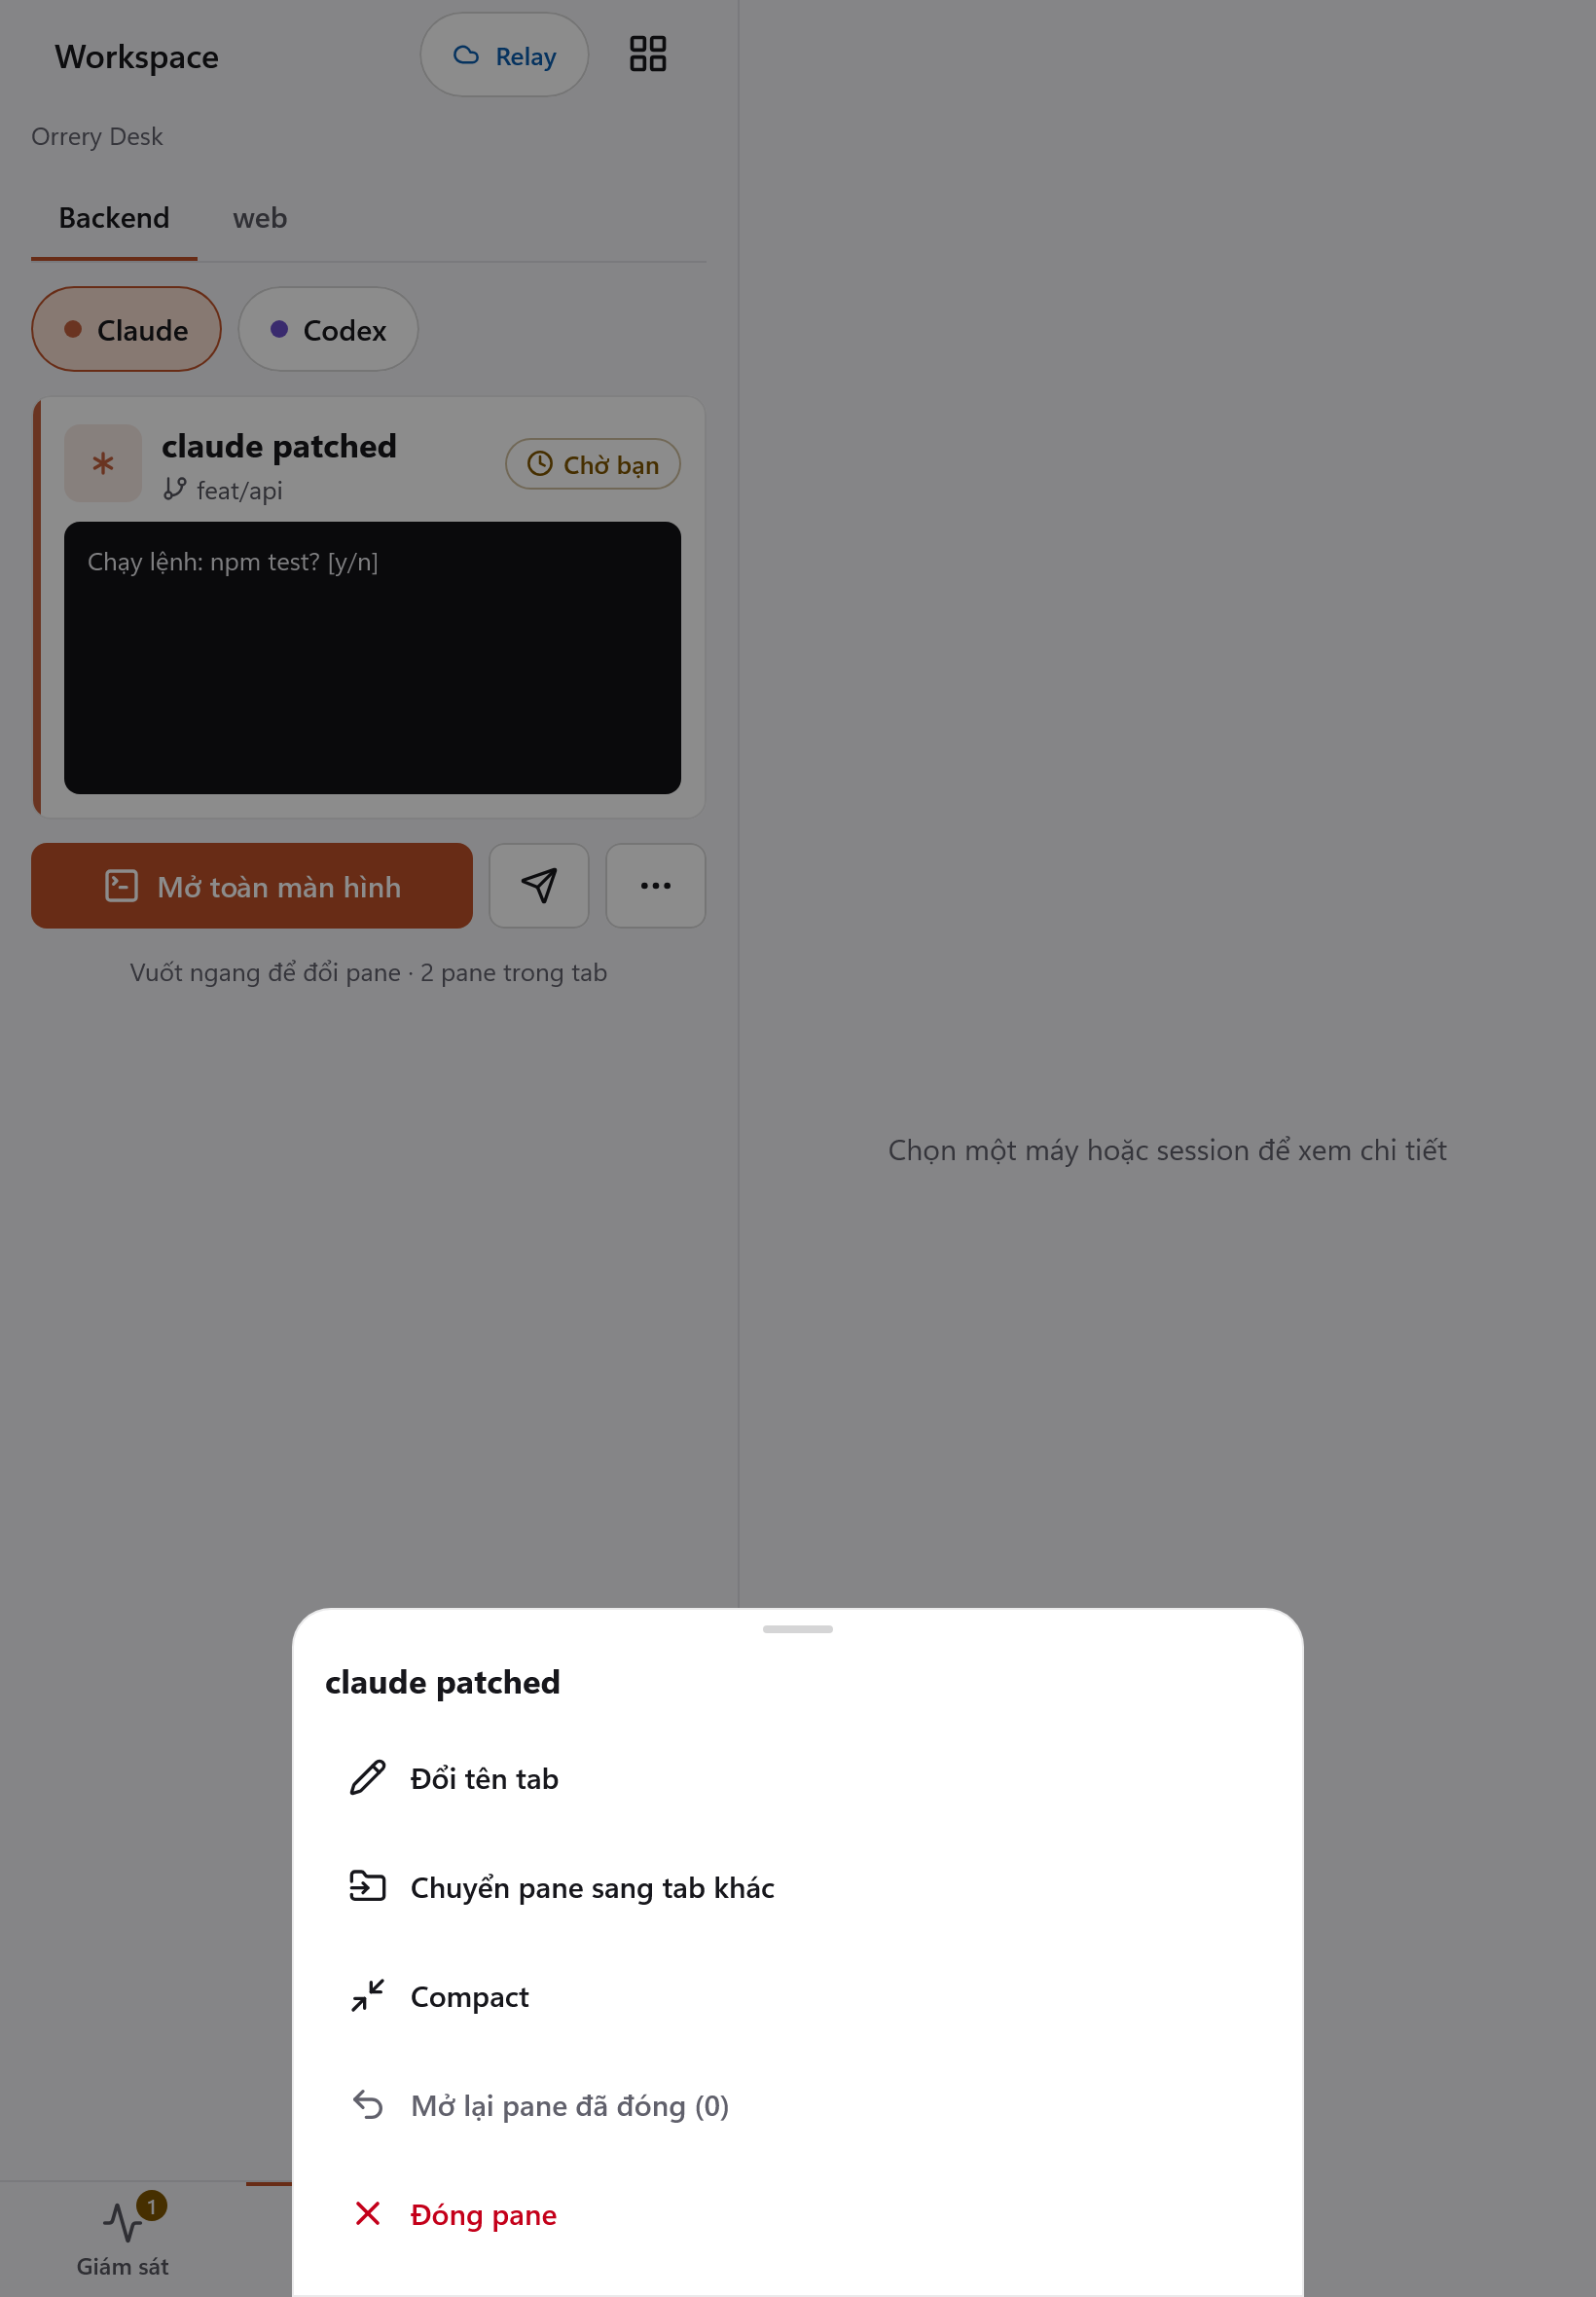 Workspace
Relay
Orrery Desk
Backend
web
Claude
Codex
claude patched
Chờ bạn
feat/api
Chạy lệnh: npm test? [y/n]
Mở toàn màn hình
Vuốt ngang để đổi pane · 2 pane trong tab
Chọn một máy hoặc session để xem chi tiết
claude patched
Đổi tên tab
Chuyển pane sang tab khác
Compact
Mở lại pane đã đóng (0)
Đóng pane
1
Giám sát